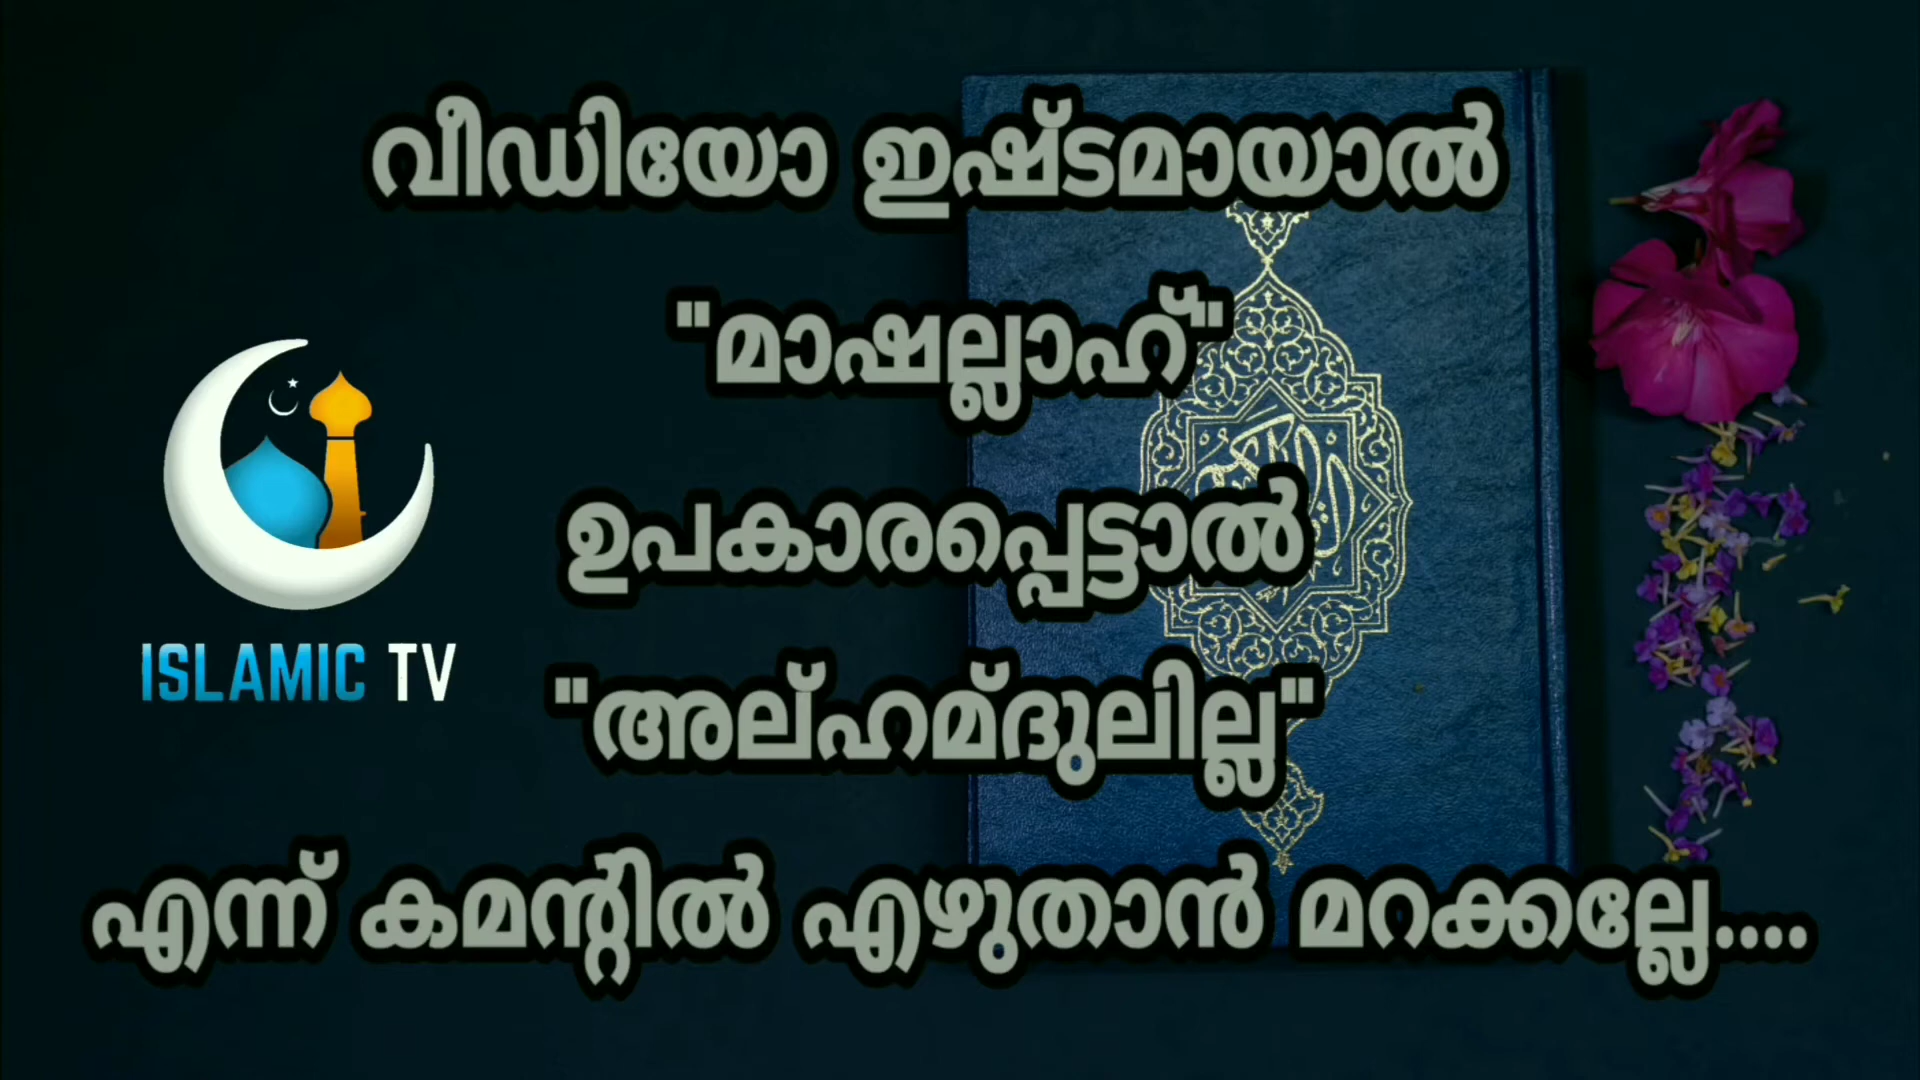 വീഡിയോ ഇഷ്ടമായാൽ
"മാഷല്ലാഹ്"
ഉപകാരപ്പെട്ടാൽ
"അല്ഹമ്ദുലില്ല"
എന്ന് കമന്റിൽ എഴുതാൻ മറക്കല്ലേ....
ISLAMIC TV